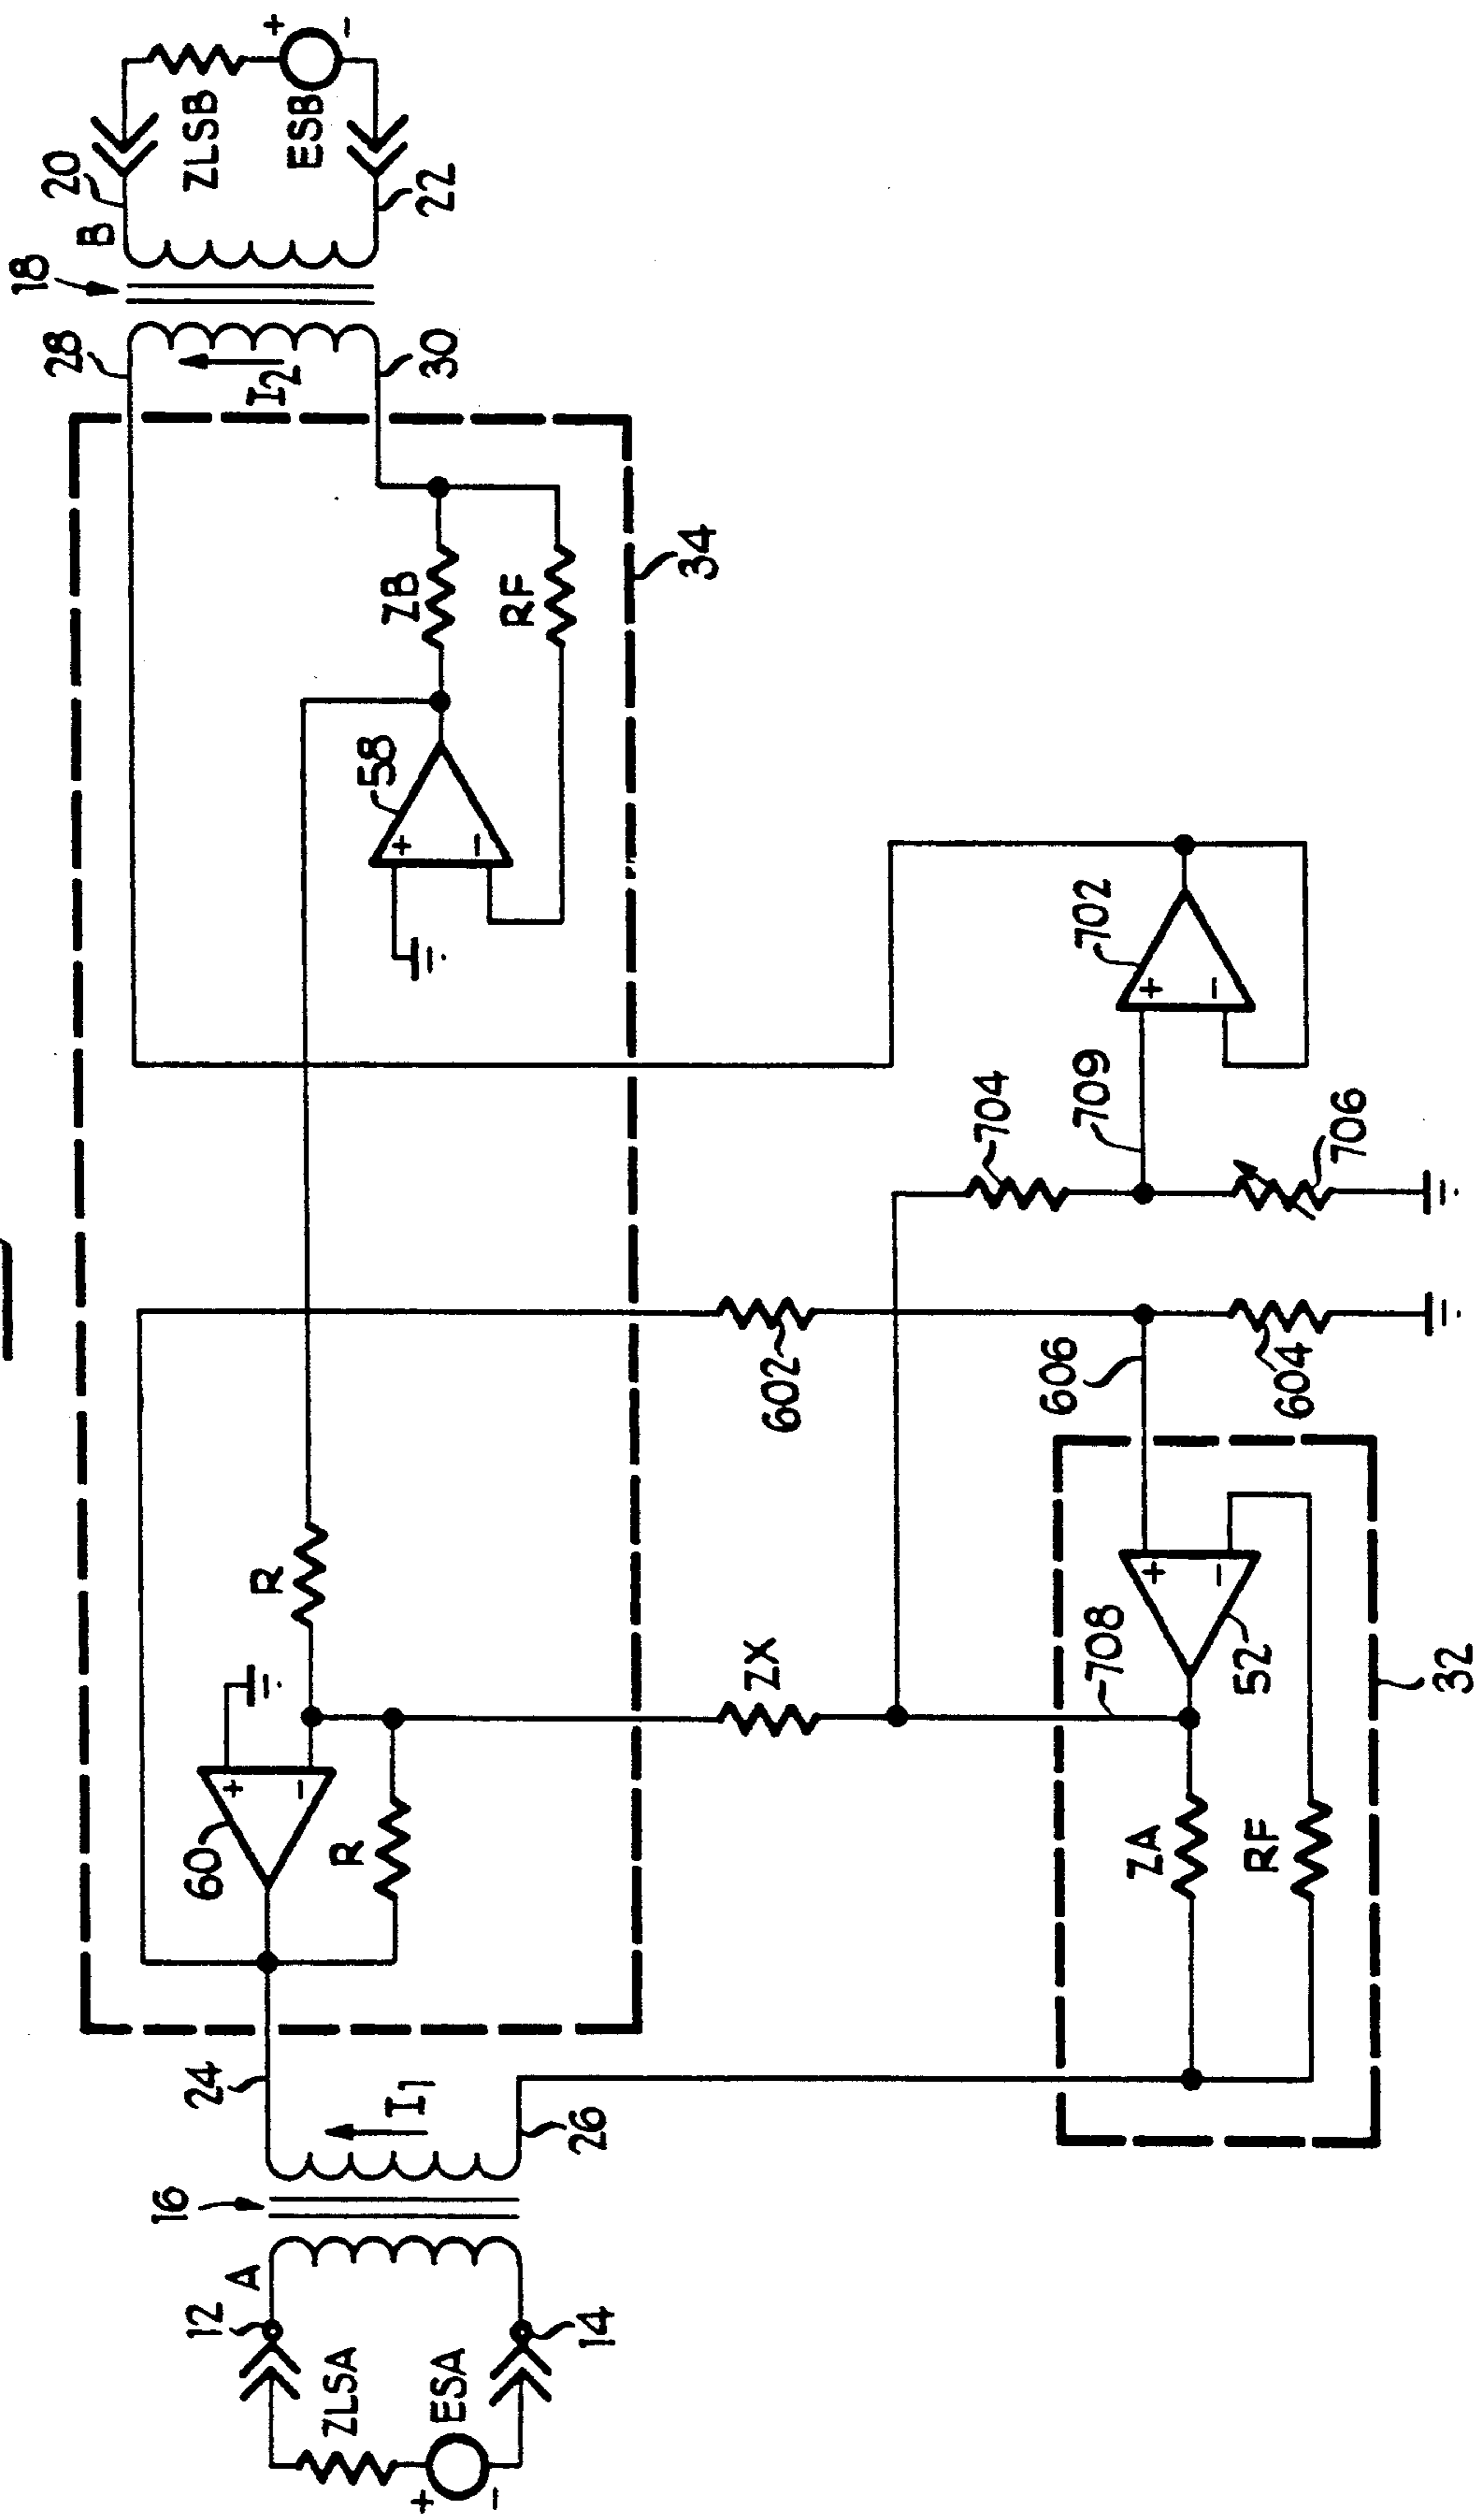 12
A
ZLSA
+
ESA
-
14
16
24
I1
26
60
+
-
R
R
ZX
602
28
18
B
20
ZLSB
+
ESB
-
22
I2
30
58
+
-
ZB
RF
34
708
ZA
RF
+
-
52
32
606
604
704
709
706
702
+
-